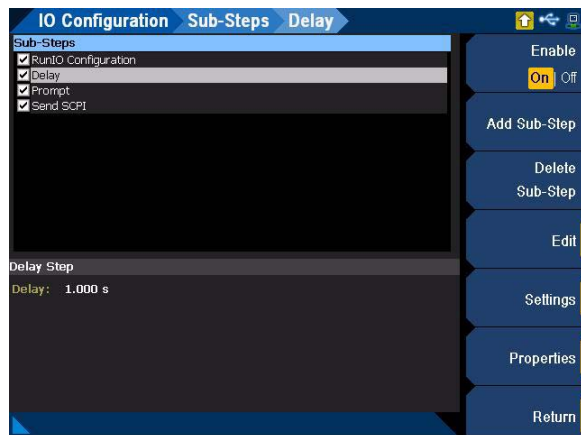 IO Configuration Sub-Steps Delay
Sub-Steps
RunIO Configuration
Delay
Prompt
Send SCPI
Delay Step
Delay: 1.000 s
Enable
On | Off
Add Sub-Step
Delete
Sub-Step
Edit
Settings
Properties
Return